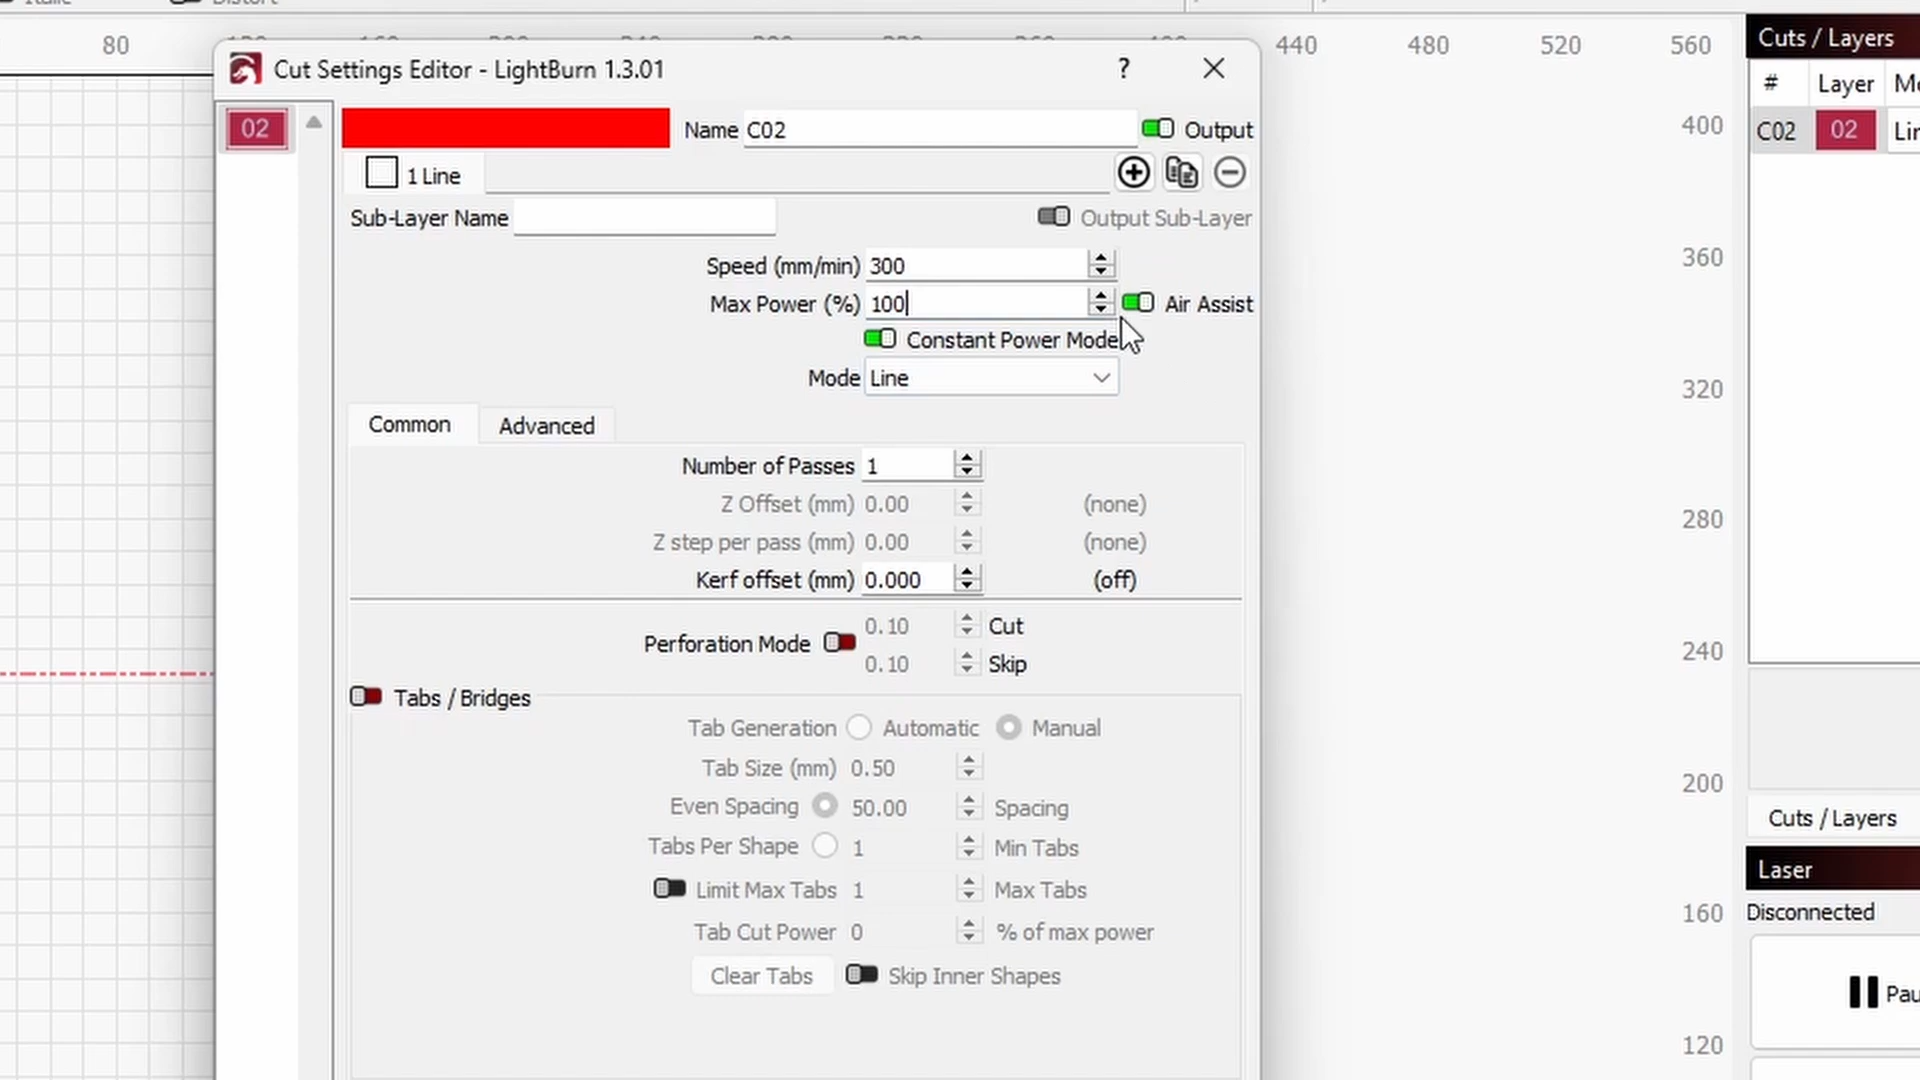 Italic Distort
80
440 480 520 560
Cuts / Layers
Cut Settings Editor - LightBurn 1.3.01
?
# Layer
02
Name C02 Output
400
C02 02
1 Line
Sub-Layer Name Output Sub-Layer
Speed (mm/min) 300
360
Max Power (%) 100 Air Assist
Constant Power Mode
Mode Line
320
Common Advanced
Number of Passes 1
Z Offset (mm) 0.00 (none)
280
Z step per pass (mm) 0.00 (none)
Kerf offset (mm) 0.000 (off)
0.10 Cut
Perforation Mode
240
0.10 Skip
Tabs / Bridges
Tab Generation Automatic Manual
Tab Size (mm) 0.50
200
Even Spacing 50.00 Spacing
Cuts / Layers
Tabs Per Shape 1 Min Tabs
Laser
Limit Max Tabs 1 Max Tabs
160
Disconnected
Tab Cut Power 0 % of max power
Clear Tabs Skip Inner Shapes
Pau
120